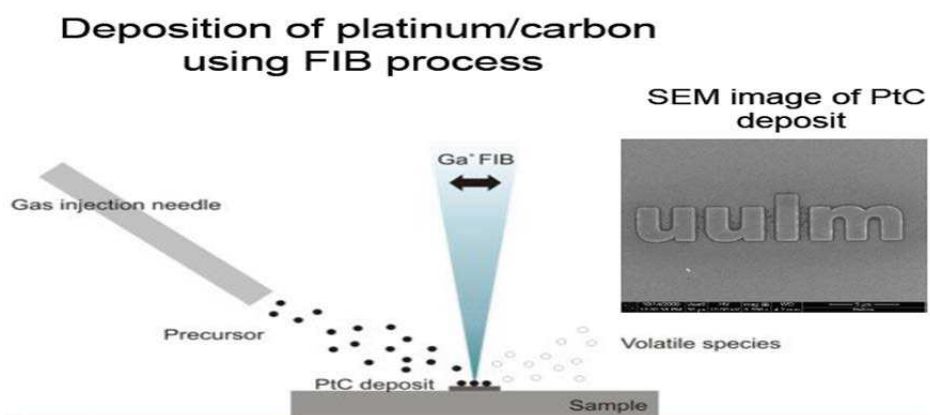 Deposition of platinum/carbon
using FIB process
SEM image of PtC
deposit
Ga⁺ FIB
Gas injection needle
uulm
Precursor
Volatile species
PtC deposit
Sample